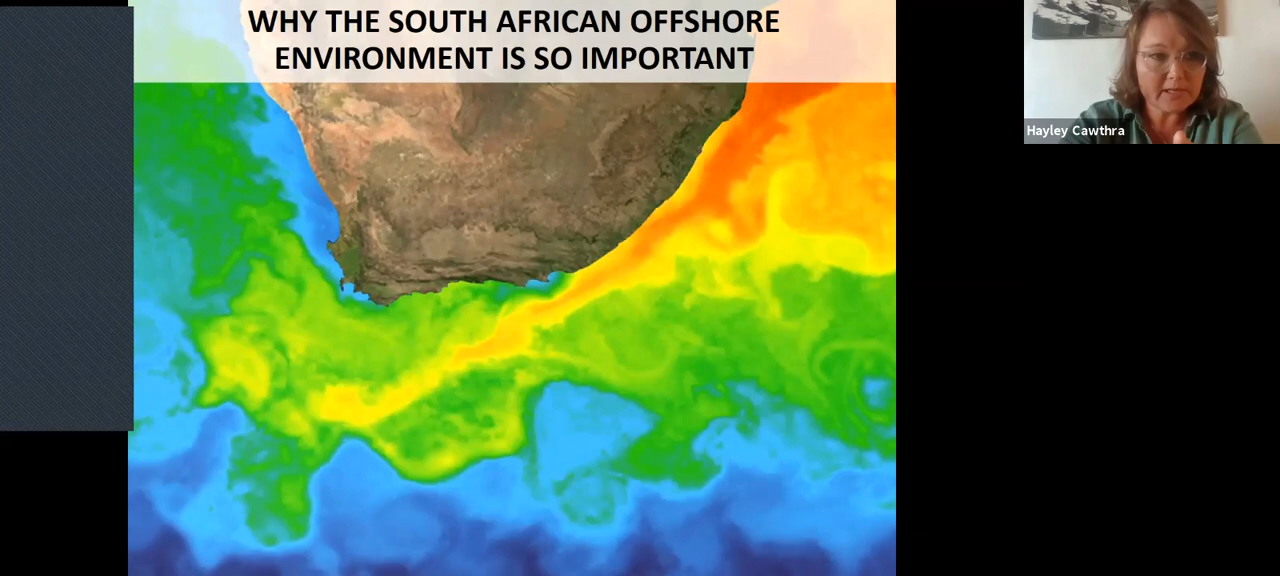 WHY THE SOUTH AFRICAN OFFSHORE
ENVIRONMENT IS SO IMPORTANT
Hayley Cawthra